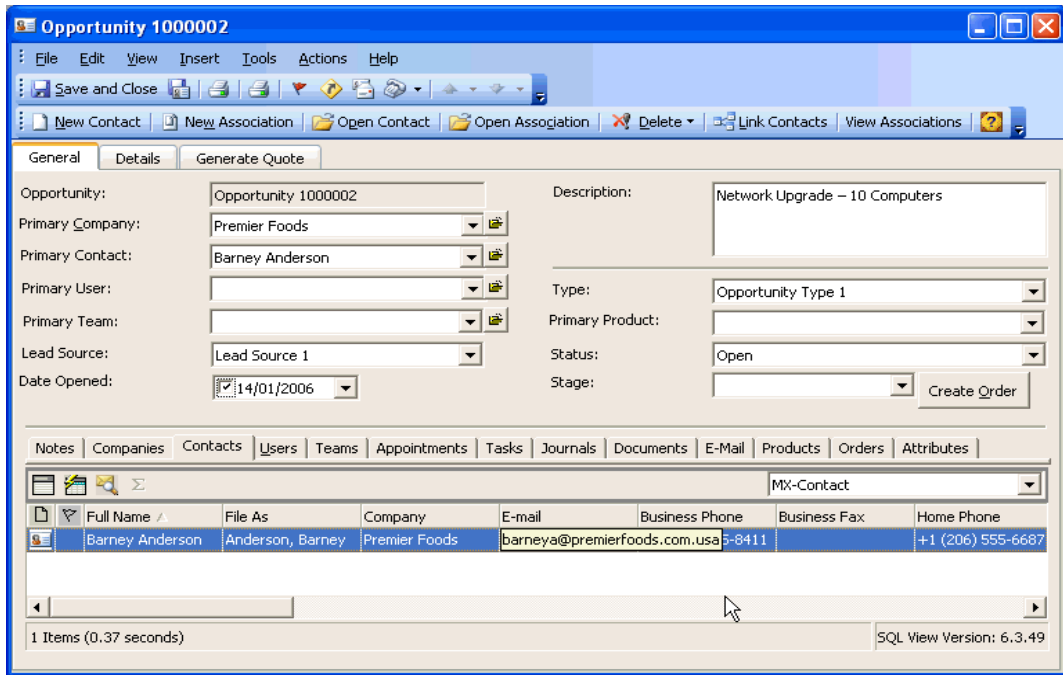 Opportunity 1000002
File Edit View Insert Tools Actions Help
Save and Close
New Contact New Association Open Contact Open Association Delete Link Contacts View Associations ?
General Details Generate Quote
Opportunity: Opportunity 1000002 Description: Network Upgrade – 10 Computers
Primary Company: Premier Foods
Primary Contact: Barney Anderson
Primary User: Type: Opportunity Type 1
Primary Team: Primary Product:
Lead Source: Lead Source 1 Status: Open
Date Opened: 14/01/2006 Stage: Create Order
Notes Companies Contacts Users Teams Appointments Tasks Journals Documents E-Mail Products Orders Attributes
Σ MX-Contact
Full Name File As Company E-mail Business Phone Business Fax Home Phone
Barney Anderson Anderson, Barney Premier Foods barneya@premierfoods.com.usa 5-8411 +1 (206) 555-6687
1 Items (0.37 seconds) SQL View Version: 6.3.49